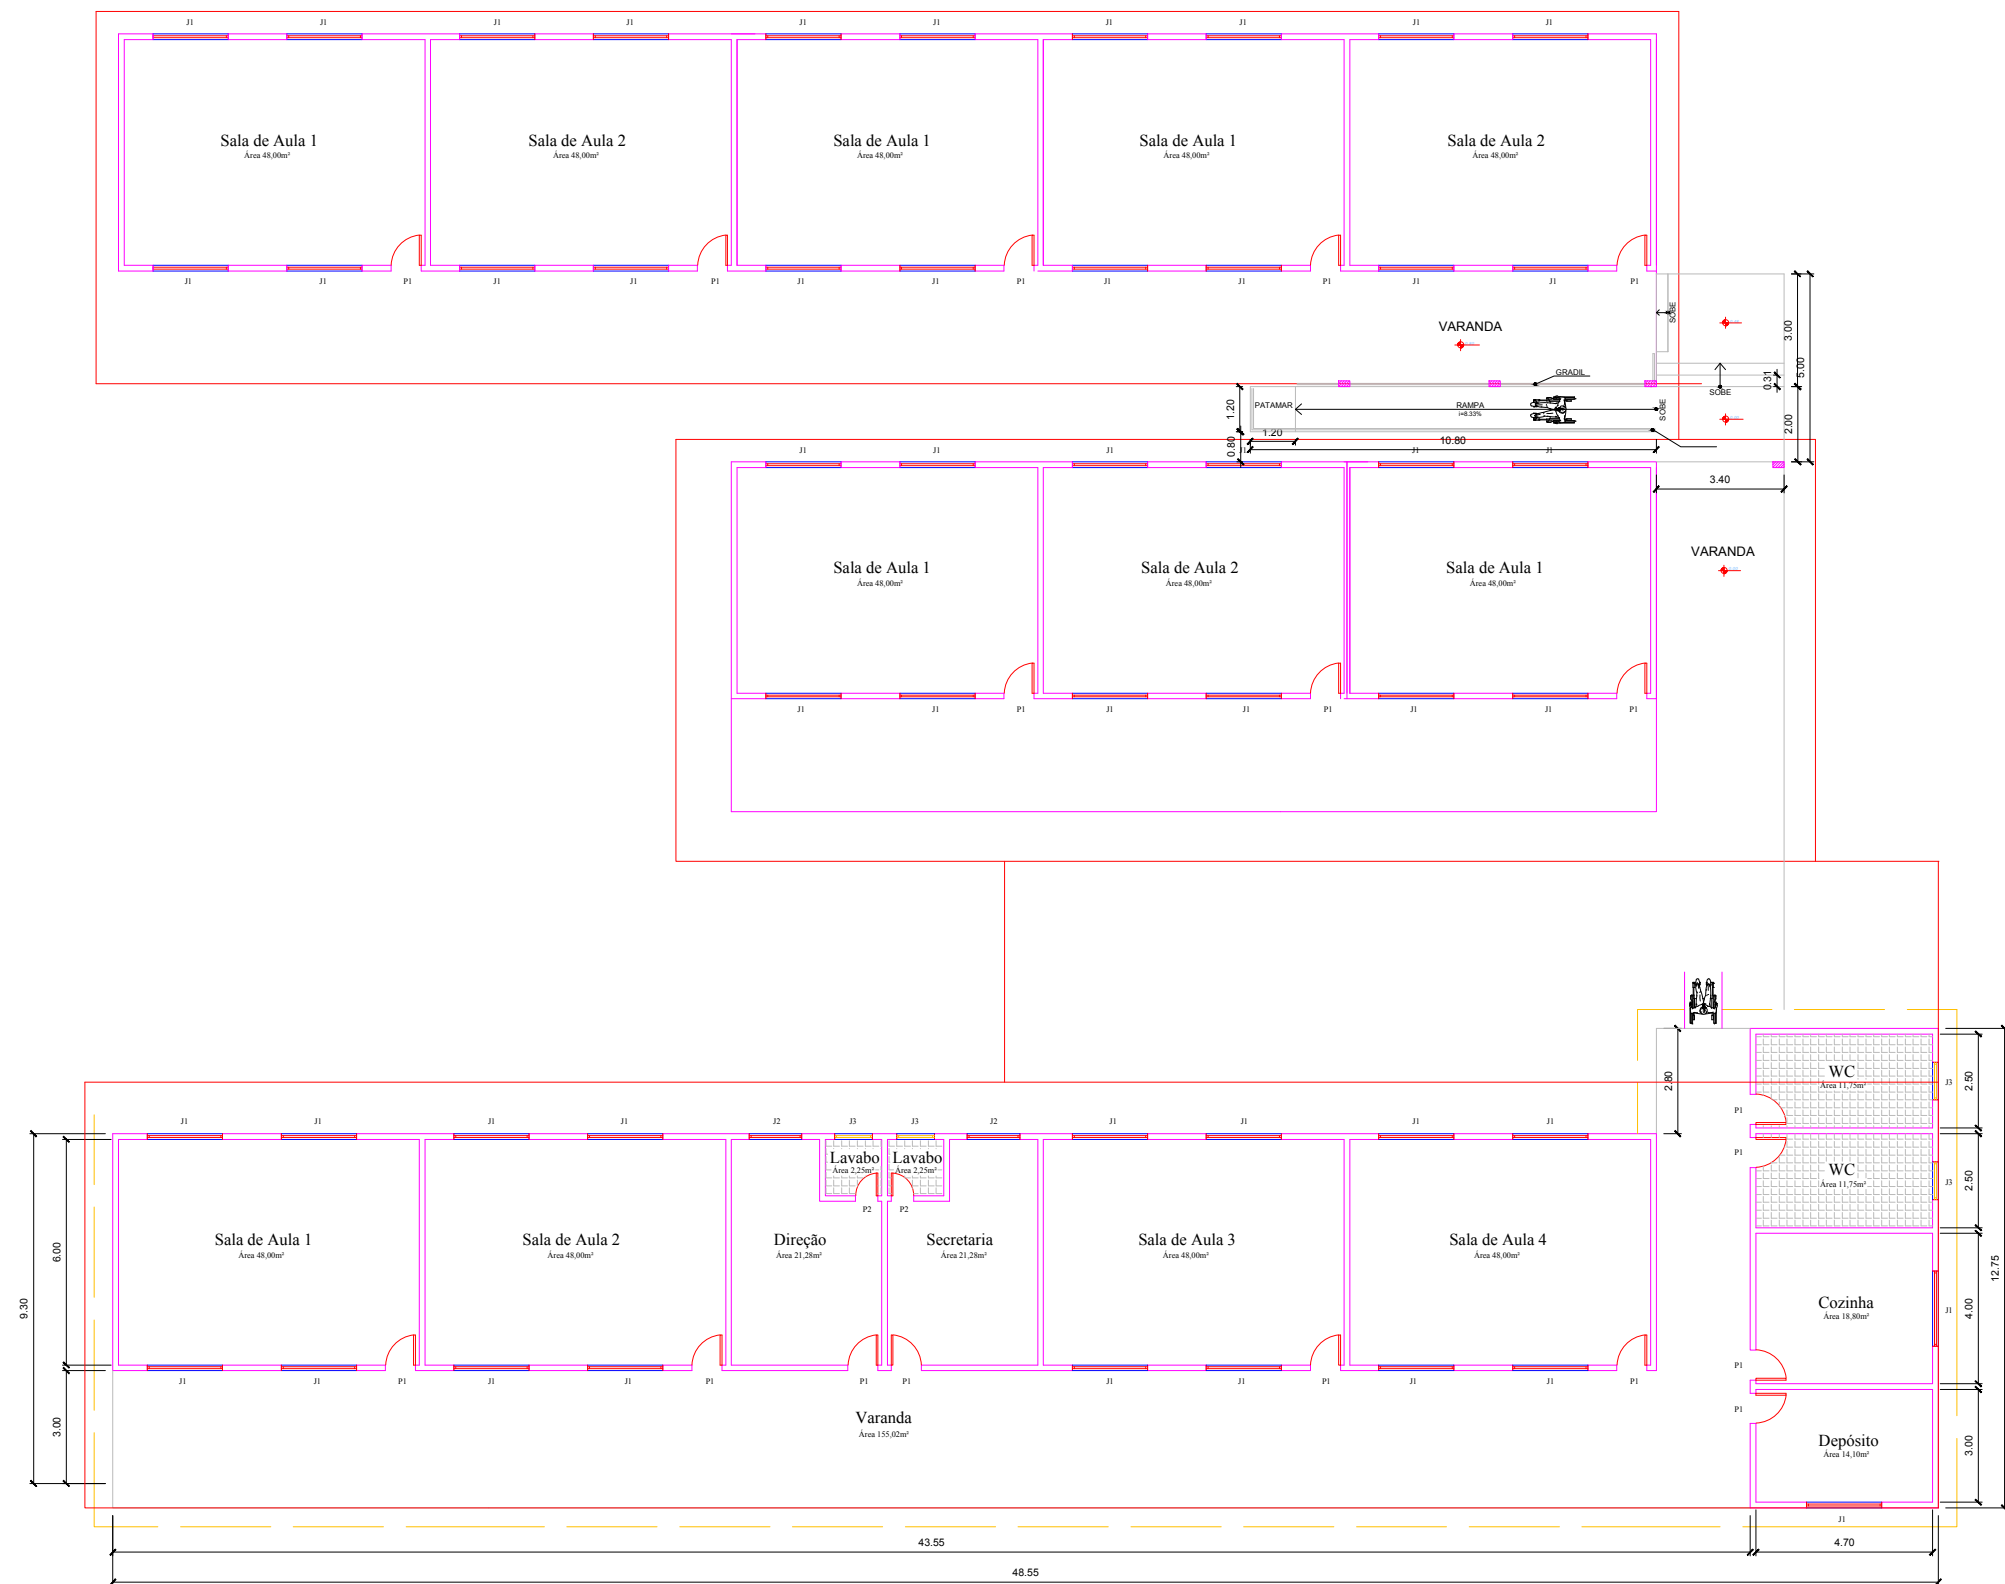 J1 J1 J1 J1 J1 J1 J1 J1 J1 J1
Sala de Aula 1 Sala de Aula 2 Sala de Aula 1 Sala de Aula 1 Sala de Aula 2
Área 48,00m² Área 48,00m² Área 48,00m² Área 48,00m² Área 48,00m²
J1 J1 P1 J1 J1 P1 J1 J1 P1 J1 J1 P1 J1 J1 P1
SOBE
VARANDA
3.00
5.00
GRADIL
0.31
SOBE
1.20
PATAMAR
RAMPA
i=8.33%
SOBE
2.00
1.20
10.80
0.80
J1 J1 J1 J1 J1 J1
3.40
VARANDA
Sala de Aula 1 Sala de Aula 2 Sala de Aula 1
Área 48,00m² Área 48,00m² Área 48,00m²
J1 J1 P1 J1 J1 P1 J1 J1 P1
2.80
WC
Área 11,75m²
J3
2.50
P1
J1 J1 J1 J1 J2 J3 J3 J2 J1 J1 J1 J1
Lavabo Lavabo
Área 2,25m² Área 2,25m²
P1
WC
Área 11,75m²
J3
2.50
P2 P2
Sala de Aula 1 Sala de Aula 2 Direção Secretaria Sala de Aula 3 Sala de Aula 4
Área 48,00m² Área 48,00m² Área 21,28m² Área 21,28m² Área 48,00m² Área 48,00m²
6.00
9.30
12.75
Cozinha
Área 18,80m²
J1
4.00
P1
J1 J1 P1 J1 J1 P1 P1 P1 J1 J1 P1 J1 J1 P1
P1
3.00
Varanda
Área 155,02m²
Depósito
Área 14,10m²
3.00
J1
43.55
4.70
48.55